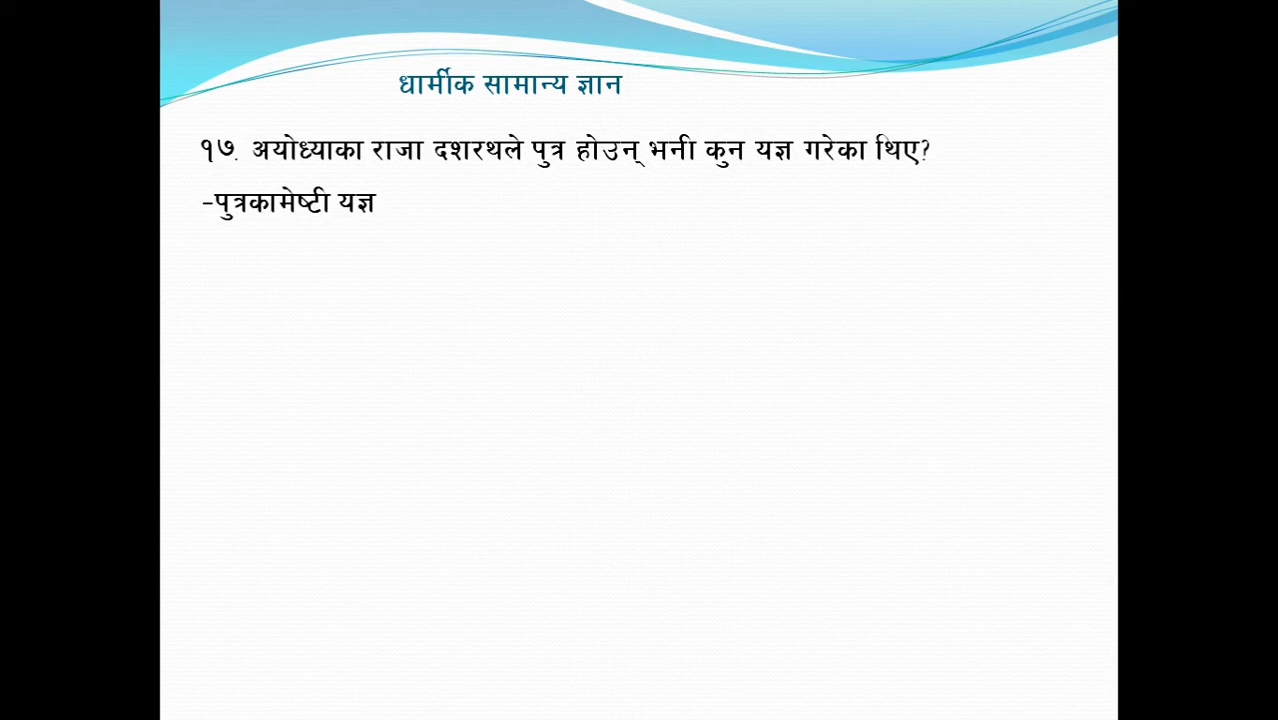 धार्मीक सामान्य ज्ञान
१७. अयोध्याका राजा दशरथले पुत्र होउन् भनी कुन यज्ञ गरेका थिए?
-पुत्रकामेष्टी यज्ञ